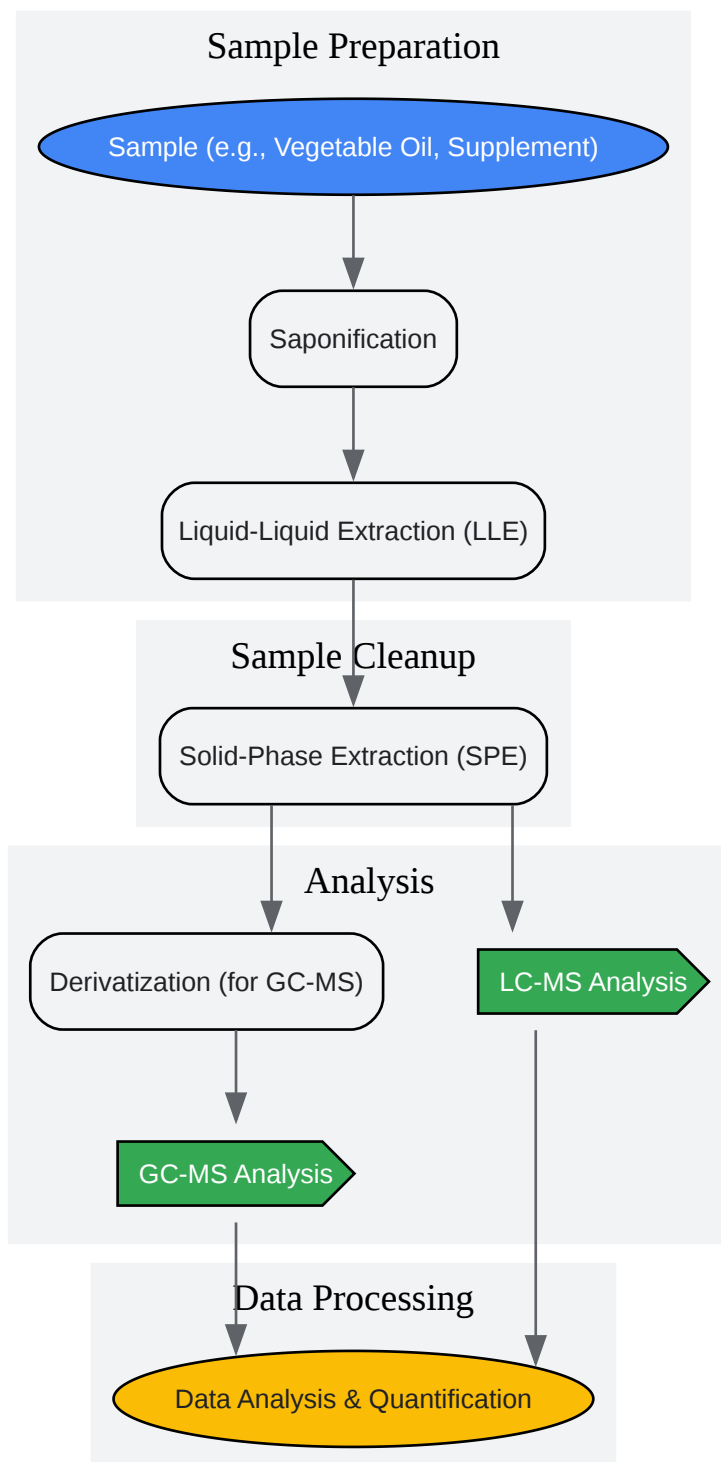 Sample Preparation
Sample (e.g., Vegetable Oil, Supplement)
Saponification
Liquid-Liquid Extraction (LLE)
Sample Cleanup
Solid-Phase Extraction (SPE)
Analysis
Derivatization (for GC-MS)
LC-MS Analysis
GC-MS Analysis
Data Processing
Data Analysis & Quantification